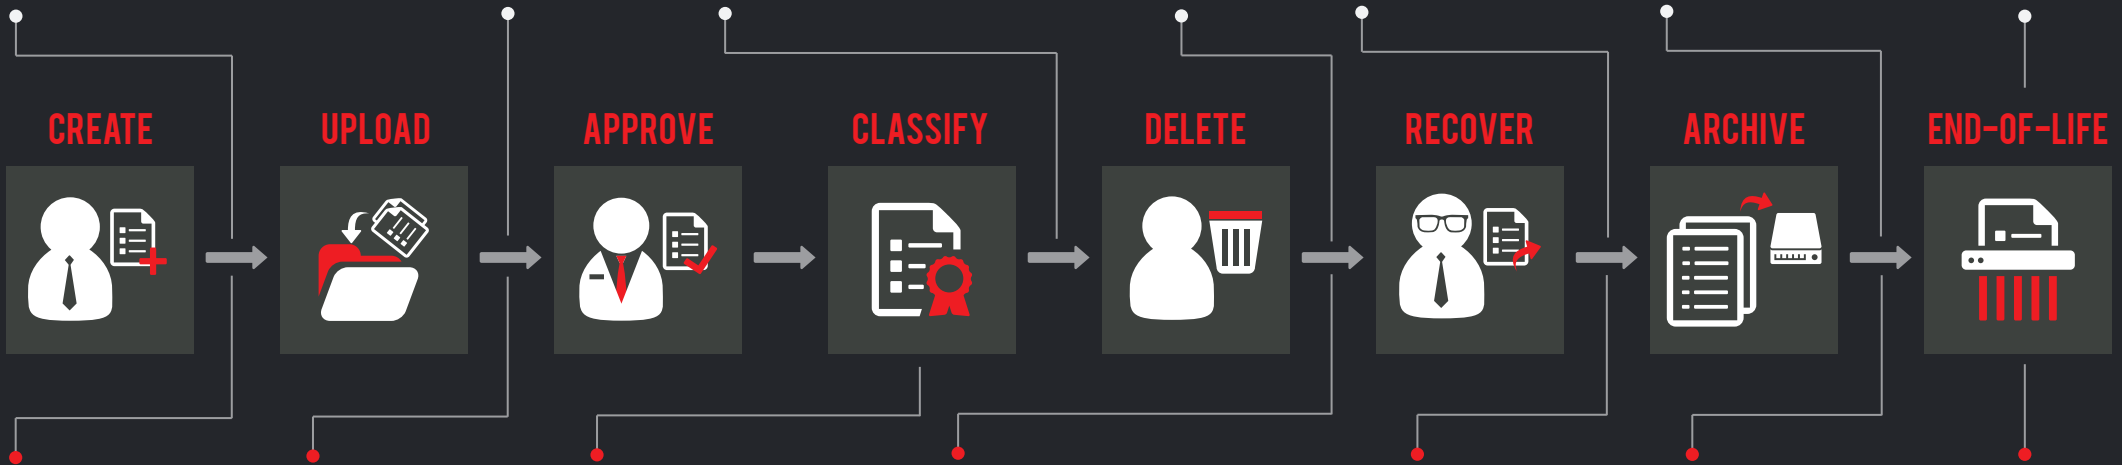 CREATE
UPLOAD
APPROVE
CLASSIFY
DELETE
RECOVER
ARCHIVE
END-OF-LIFE